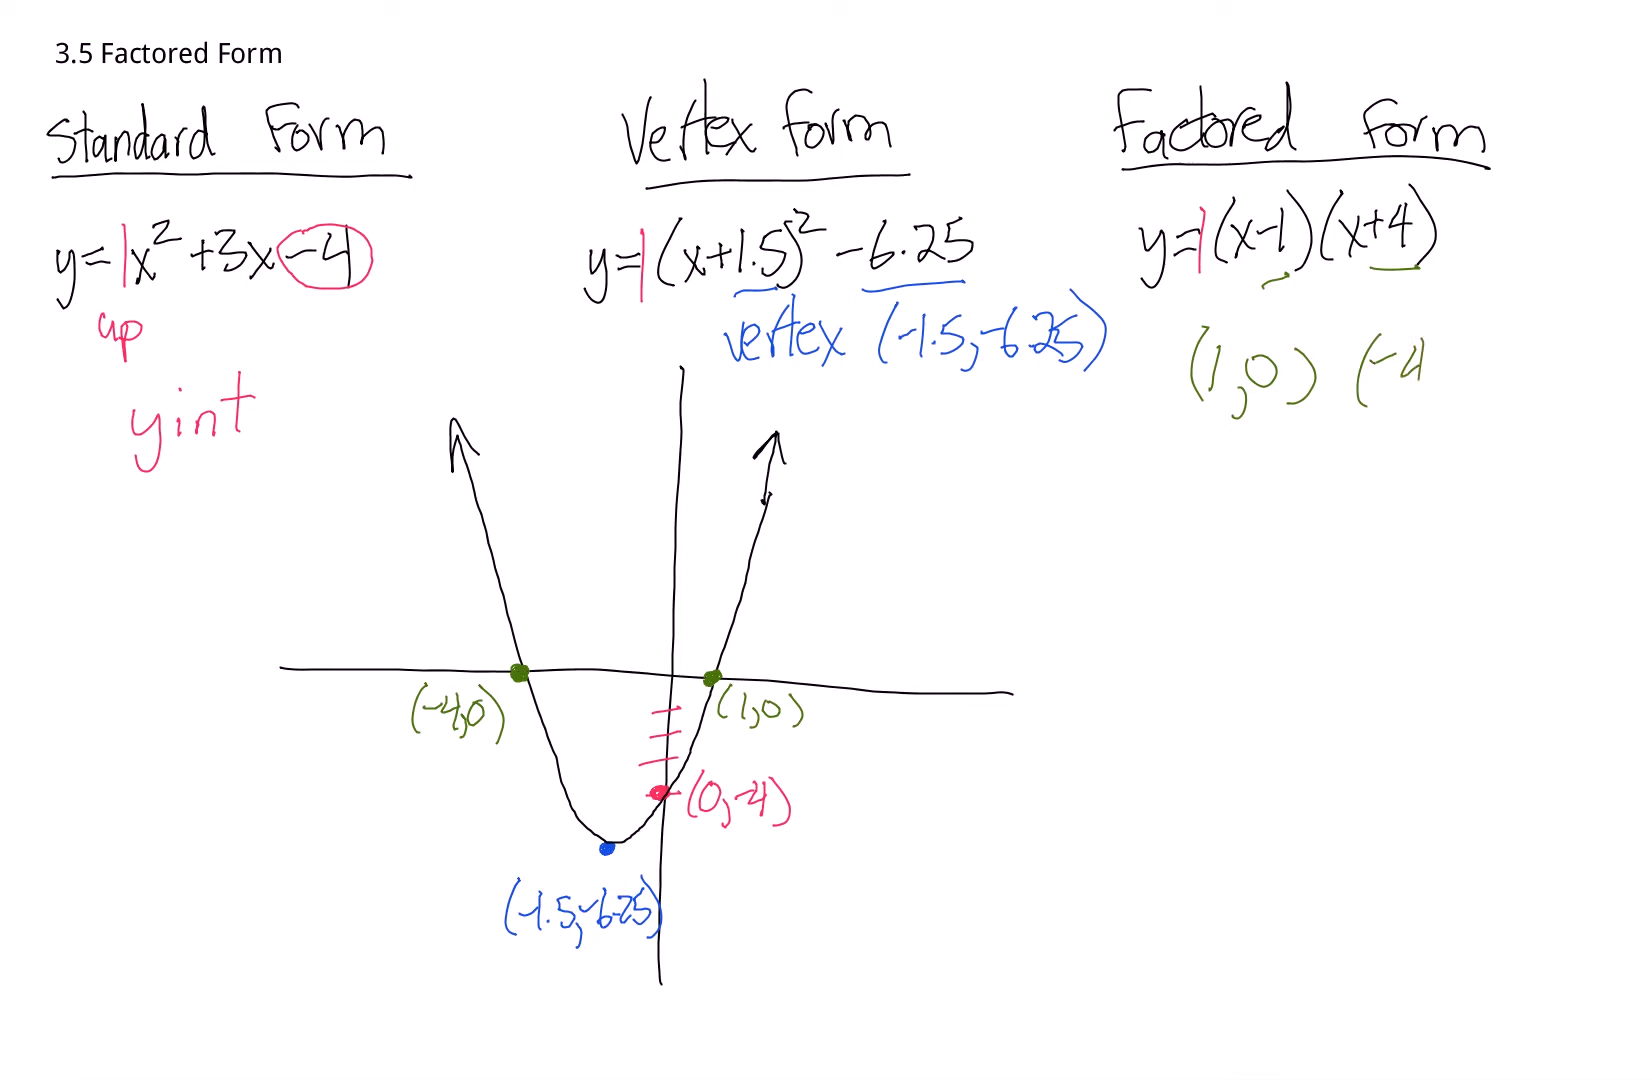 3.5 Factored Form
Standard Form
Vertex form
Factored form
y=1x²+3x-4
y=1(x+1.5)²-6.25
y=1(x-1)(x+4)
up
vertex (-1.5,-6.25)
(1,0) (-4
yint
(-4,0)
(1,0)
(0,-4)
(-1.5,-6.25)